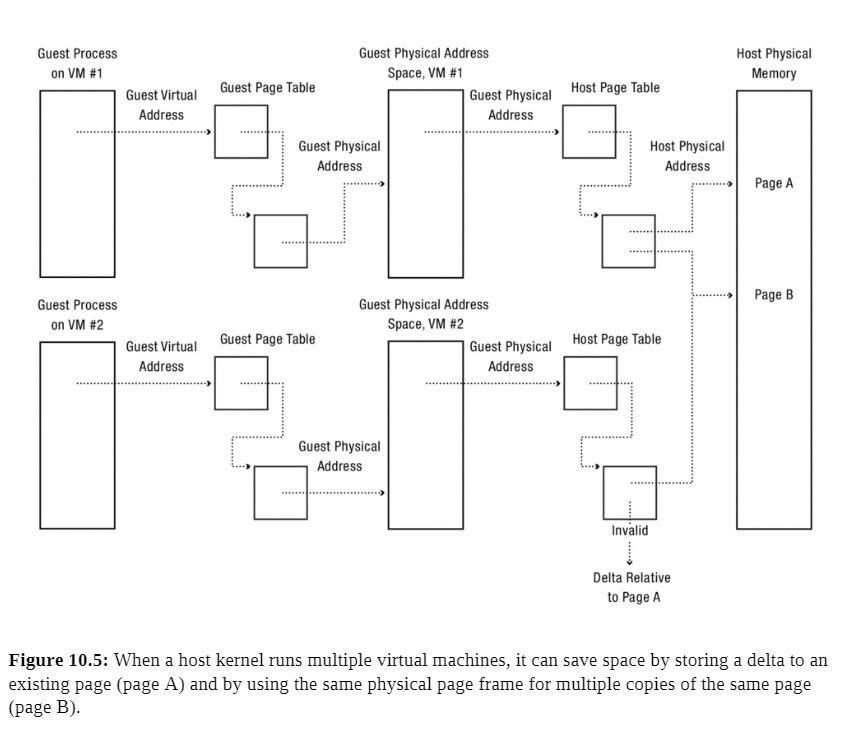 Guest Process
on VM #1
Guest Virtual
Address
Guest Page Table
Guest Physical
Address
Guest Physical Address
Space, VM #1
Guest Physical
Address
Host Page Table
Host Physical
Address
Host Physical
Memory
Page A
Page B
Guest Process
on VM #2
Guest Virtual
Address
Guest Page Table
Guest Physical
Address
Guest Physical Address
Space, VM #2
Guest Physical
Address
Host Page Table
Invalid
Delta Relative
to Page A
Figure 10.5: When a host kernel runs multiple virtual machines, it can save space by storing a delta to an
existing page (page A) and by using the same physical page frame for multiple copies of the same page
(page B).